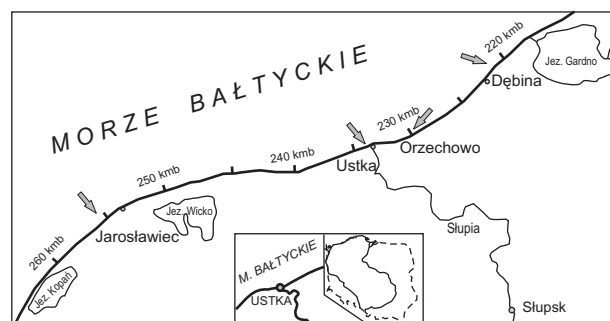 220 kmb
Jez. Gardno
MORZE BAŁTYCKIE
Dębina
230 kmb
Orzechowo
240 kmb
Ustka
250 kmb
Jez. Wicko
Jarosławiec
Słupia
260 kmb
M. BAŁTYCKIE
USTKA
Jez. Kopań
Słupsk